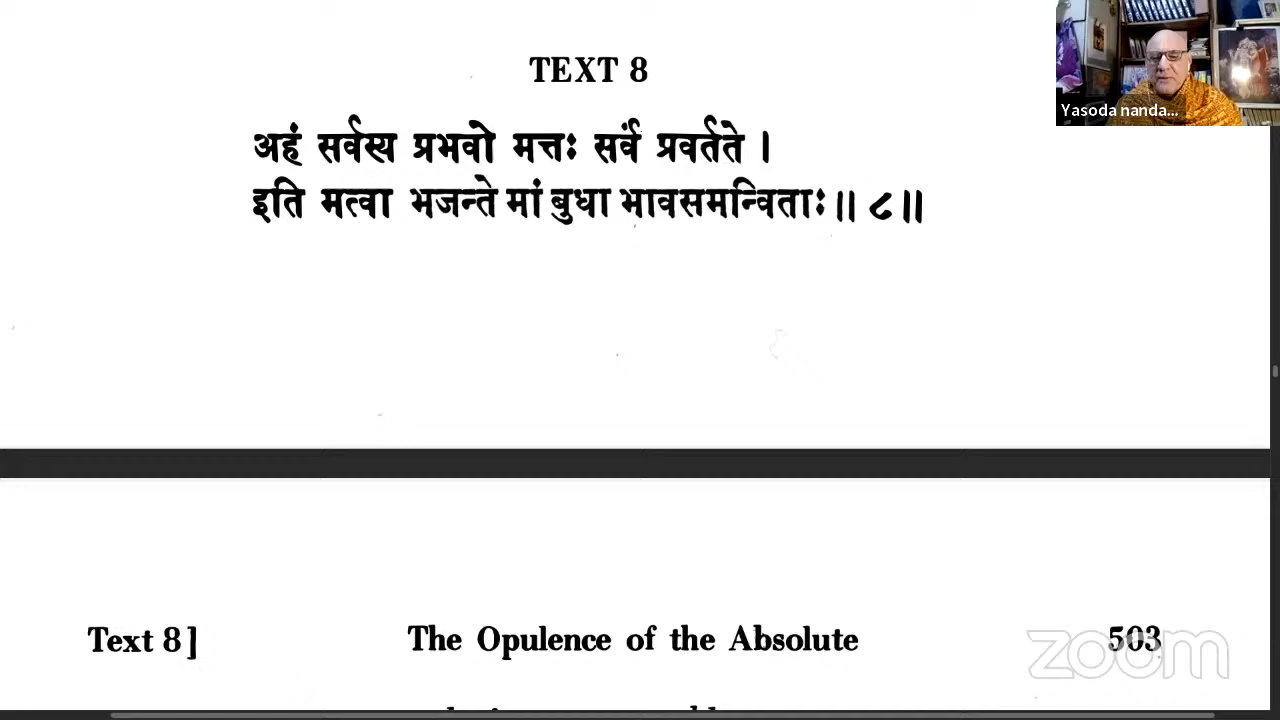 TEXT 8
Yasoda nanda...
अहं सर्वस्य प्रभवो मत्तः सर्वं प्रवर्तते ।
इति मत्वा भजन्ते मां बुधा भावसमन्विताः ॥ ८ ॥
Text 8]
The Opulence of the Absolute
503
zoom